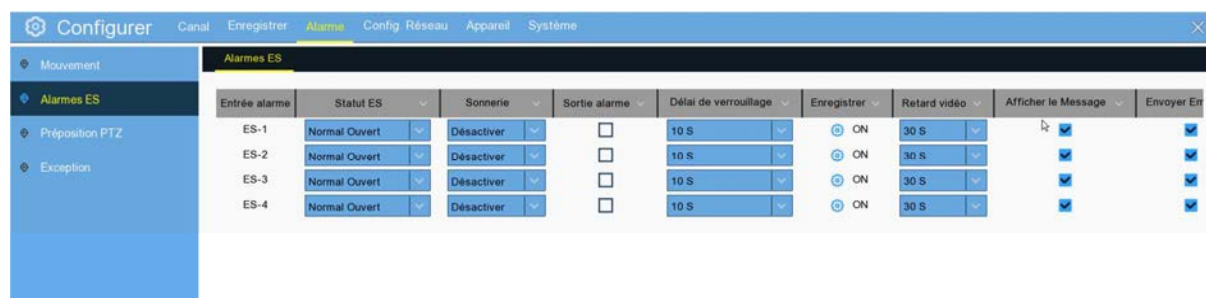 Configurer Canal Enregistrer Alarme Config. Réseau Appareil Système
Mouvement
Alarmes ES
Préposition PTZ
Exception
Alarmes ES
Entrée alarme Statut ES Sonnerie Sortie alarme Délai de verrouillage Enregistrer Retard vidéo Afficher le Message Envoyer Em
ES-1 Normal Ouvert Désactiver 10 S ON 30 S
ES-2 Normal Ouvert Désactiver 10 S ON 30 S
ES-3 Normal Ouvert Désactiver 10 S ON 30 S
ES-4 Normal Ouvert Désactiver 10 S ON 30 S